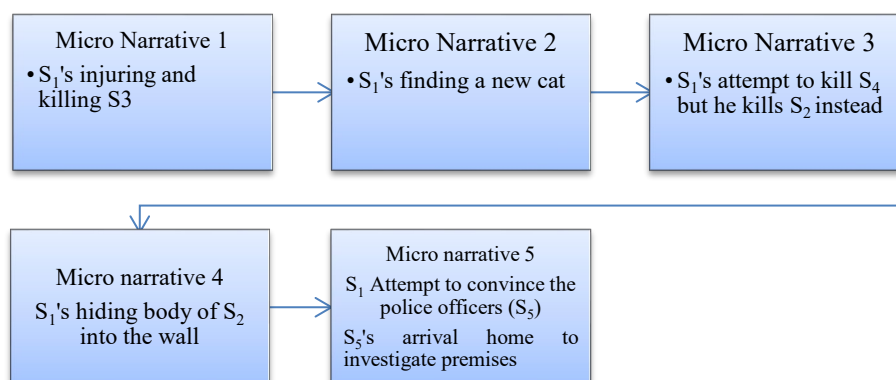 Micro Narrative 1
• S₁'s injuring and
killing S3
Micro Narrative 2
• S₁'s finding a new cat
Micro Narrative 3
• S₁'s attempt to kill S₄
but he kills S₂ instead
Micro narrative 4
S₁'s hiding body of S₂
into the wall
Micro narrative 5
S₁ Attempt to convince the
police officers (S₅)
S₅'s arrival home to
investigate premises